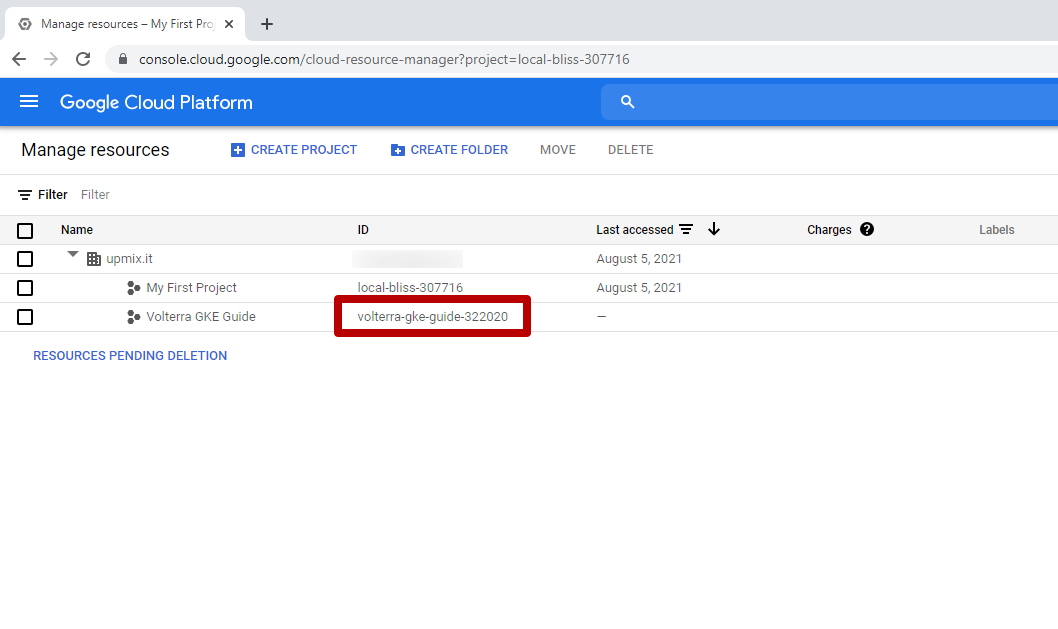 Manage resources – My First Pro
console.cloud.google.com/cloud-resource-manager?project=local-bliss-307716
Google Cloud Platform
Manage resources CREATE PROJECT CREATE FOLDER MOVE DELETE
Filter Filter
Name ID Last accessed Charges ? Labels
upmix.it August 5, 2021
My First Project local-bliss-307716 August 5, 2021
Volterra GKE Guide volterra-gke-guide-322020 —
RESOURCES PENDING DELETION